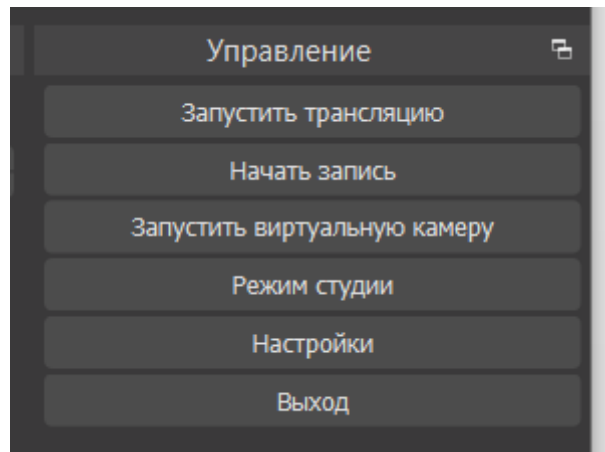 Управление
Запустить трансляцию
Начать запись
Запустить виртуальную камеру
Режим студии
Настройки
Выход